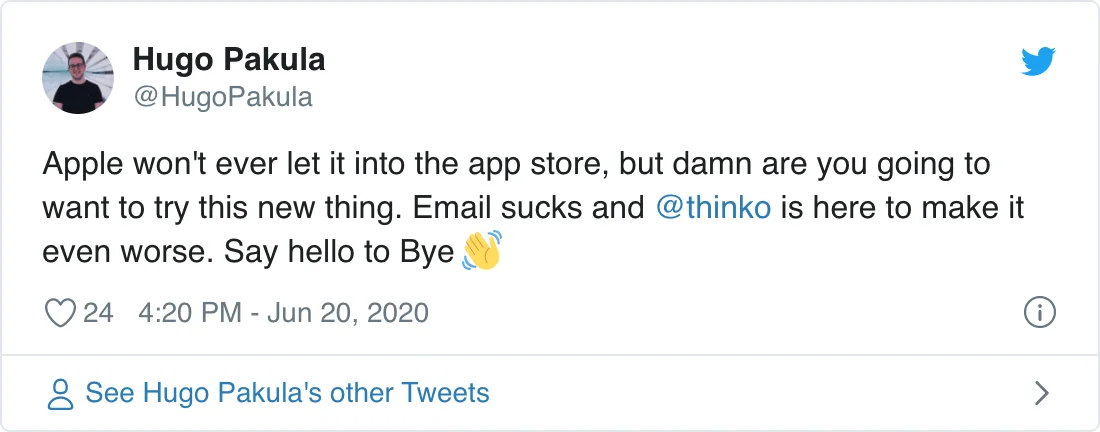 Hugo Pakula
@HugoPakula
Apple won't ever let it into the app store, but damn are you going to
want to try this new thing. Email sucks and @thinko is here to make it
even worse. Say hello to Bye 👋
24 4:20 PM - Jun 20, 2020
See Hugo Pakula's other Tweets